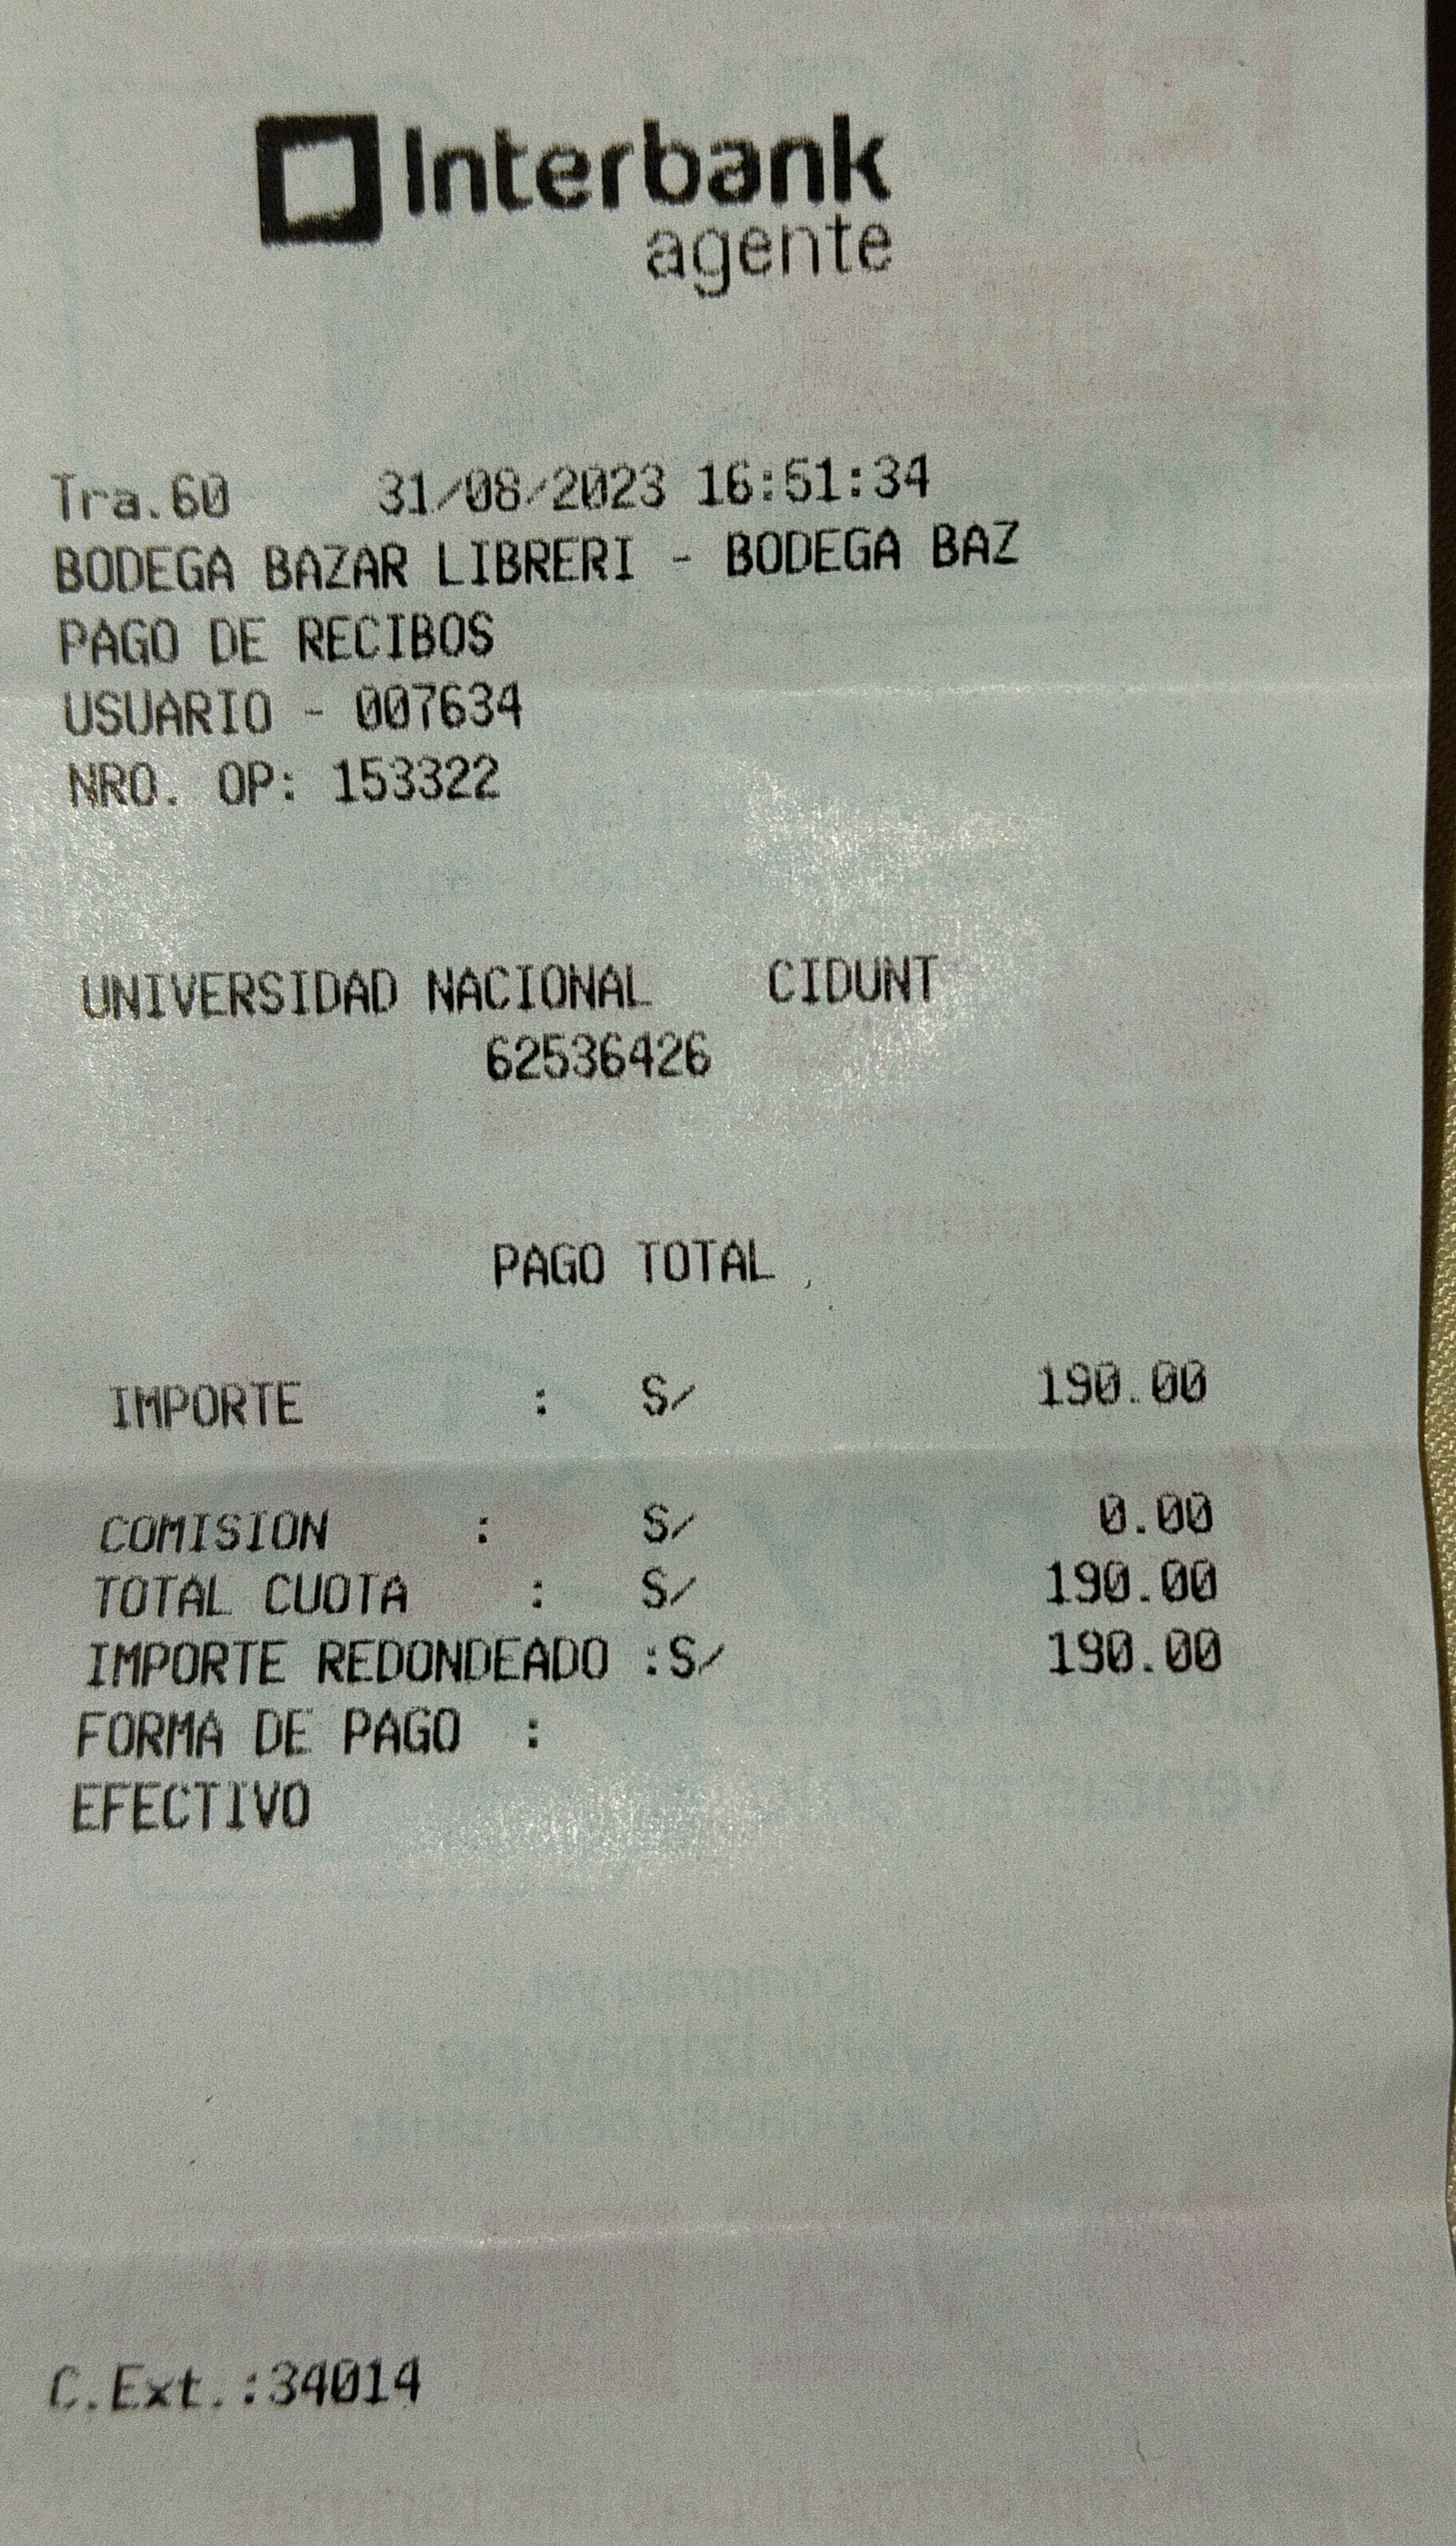 Interbank
agente
Tra.60 31/08/2023 16:51:34
BODEGA BAZAR LIBRERI - BODEGA BAZ
PAGO DE RECIBOS
USUARIO - 007634
NRO. OP: 153322
UNIVERSIDAD NACIONAL CIDUNT
62536426
PAGO TOTAL
IMPORTE : S/ 190.00
COMISION : S/ 0.00
TOTAL CUOTA : S/ 190.00
IMPORTE REDONDEADO :S/ 190.00
FORMA DE PAGO :
EFECTIVO
C.Ext.:34014